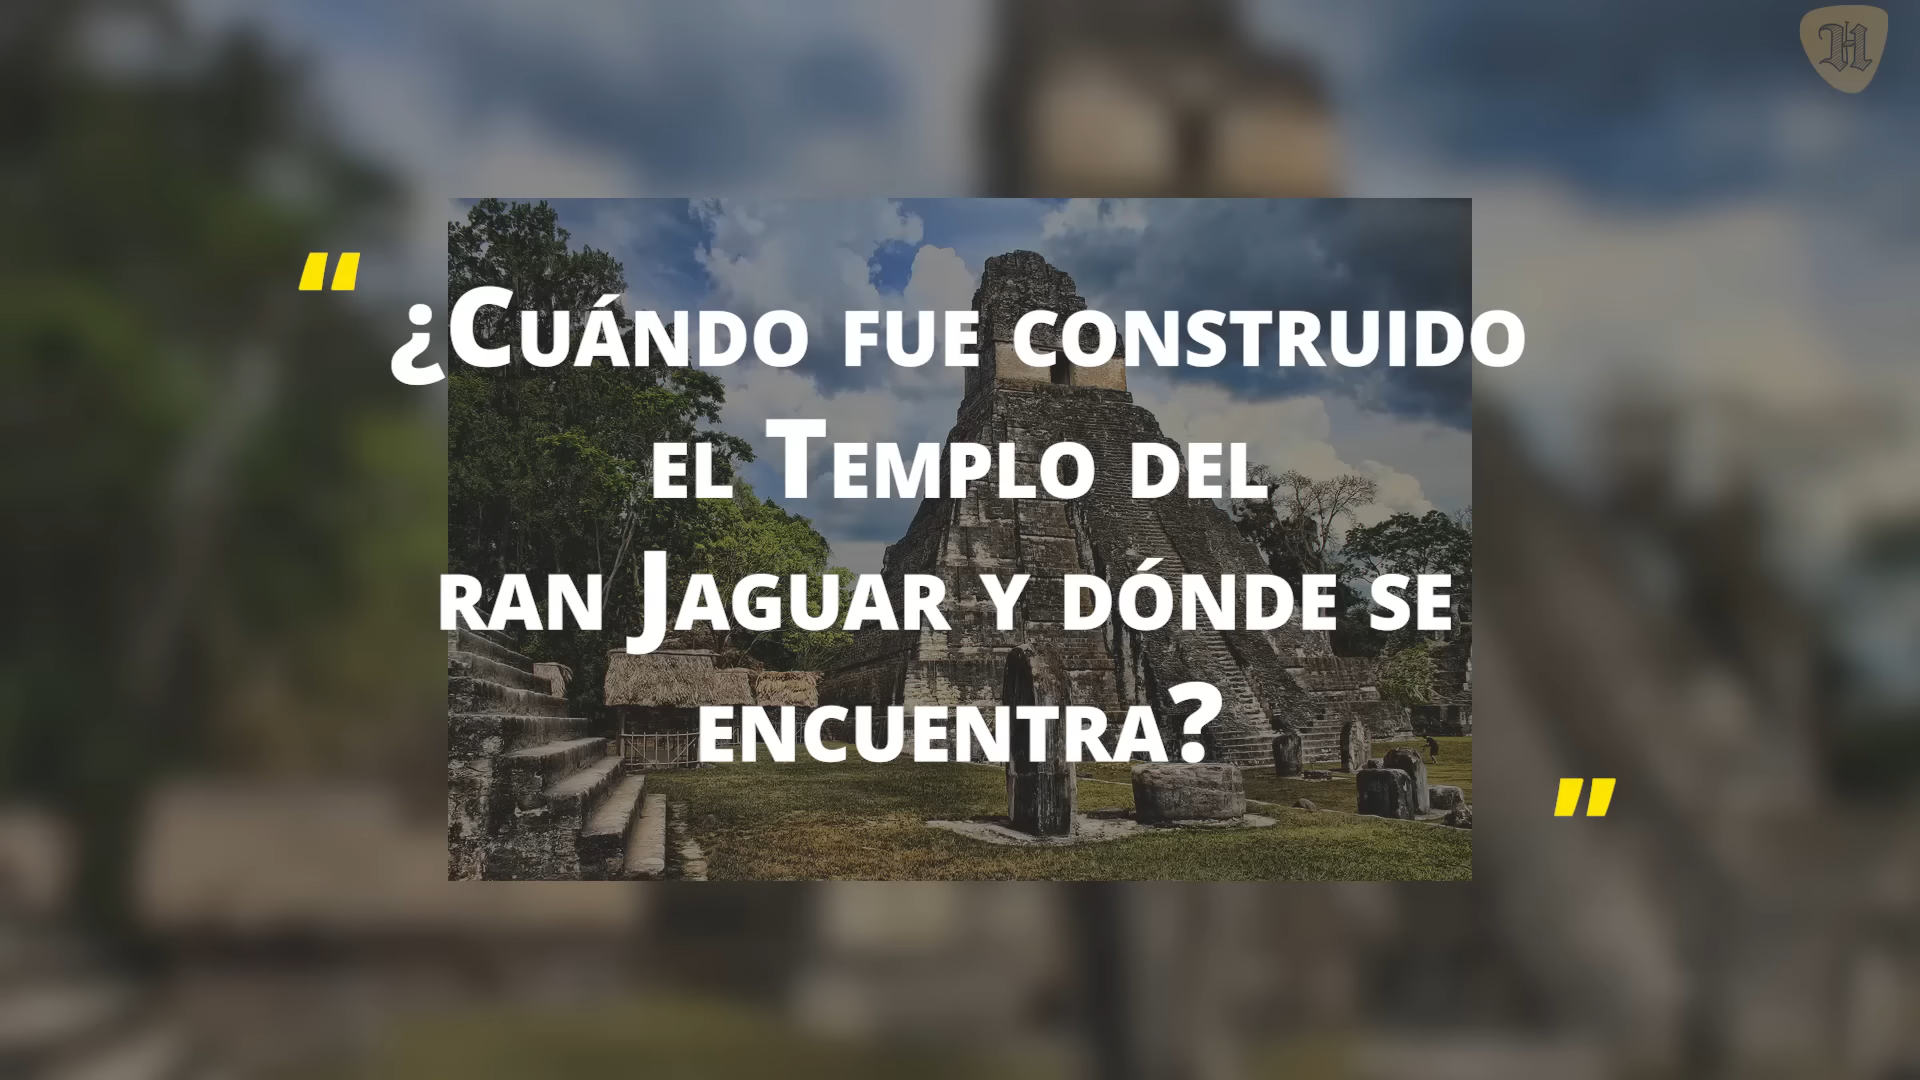 “ ¿Cuándo fue construido
el Templo del
ran Jaguar y dónde se
encuentra? ”
H